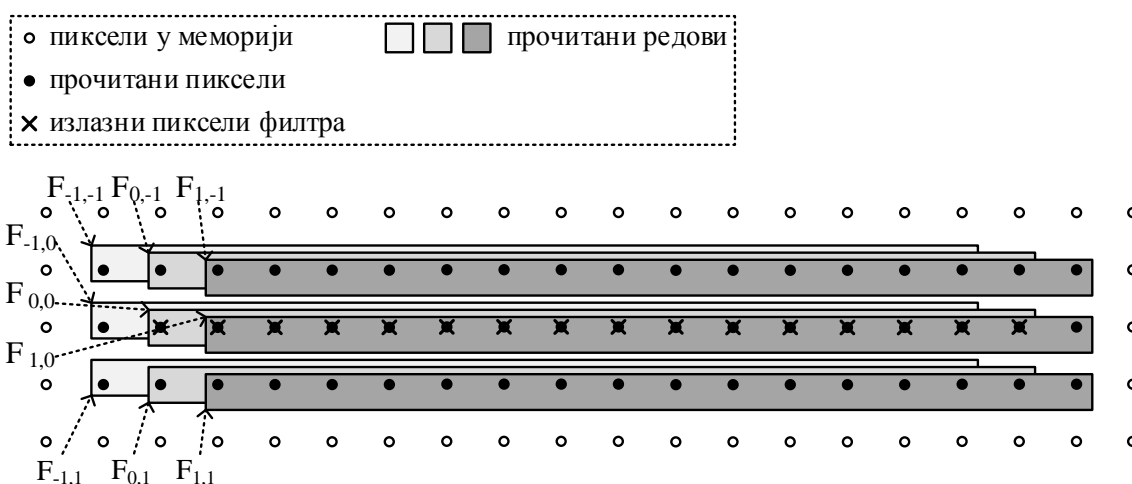 пиксели у меморији прочитани редови
прочитани пиксели
излазни пиксели филтра
F-1,-1 F0,-1 F1,-1
F-1,0
F0,0
F1,0
F-1,1 F0,1 F1,1